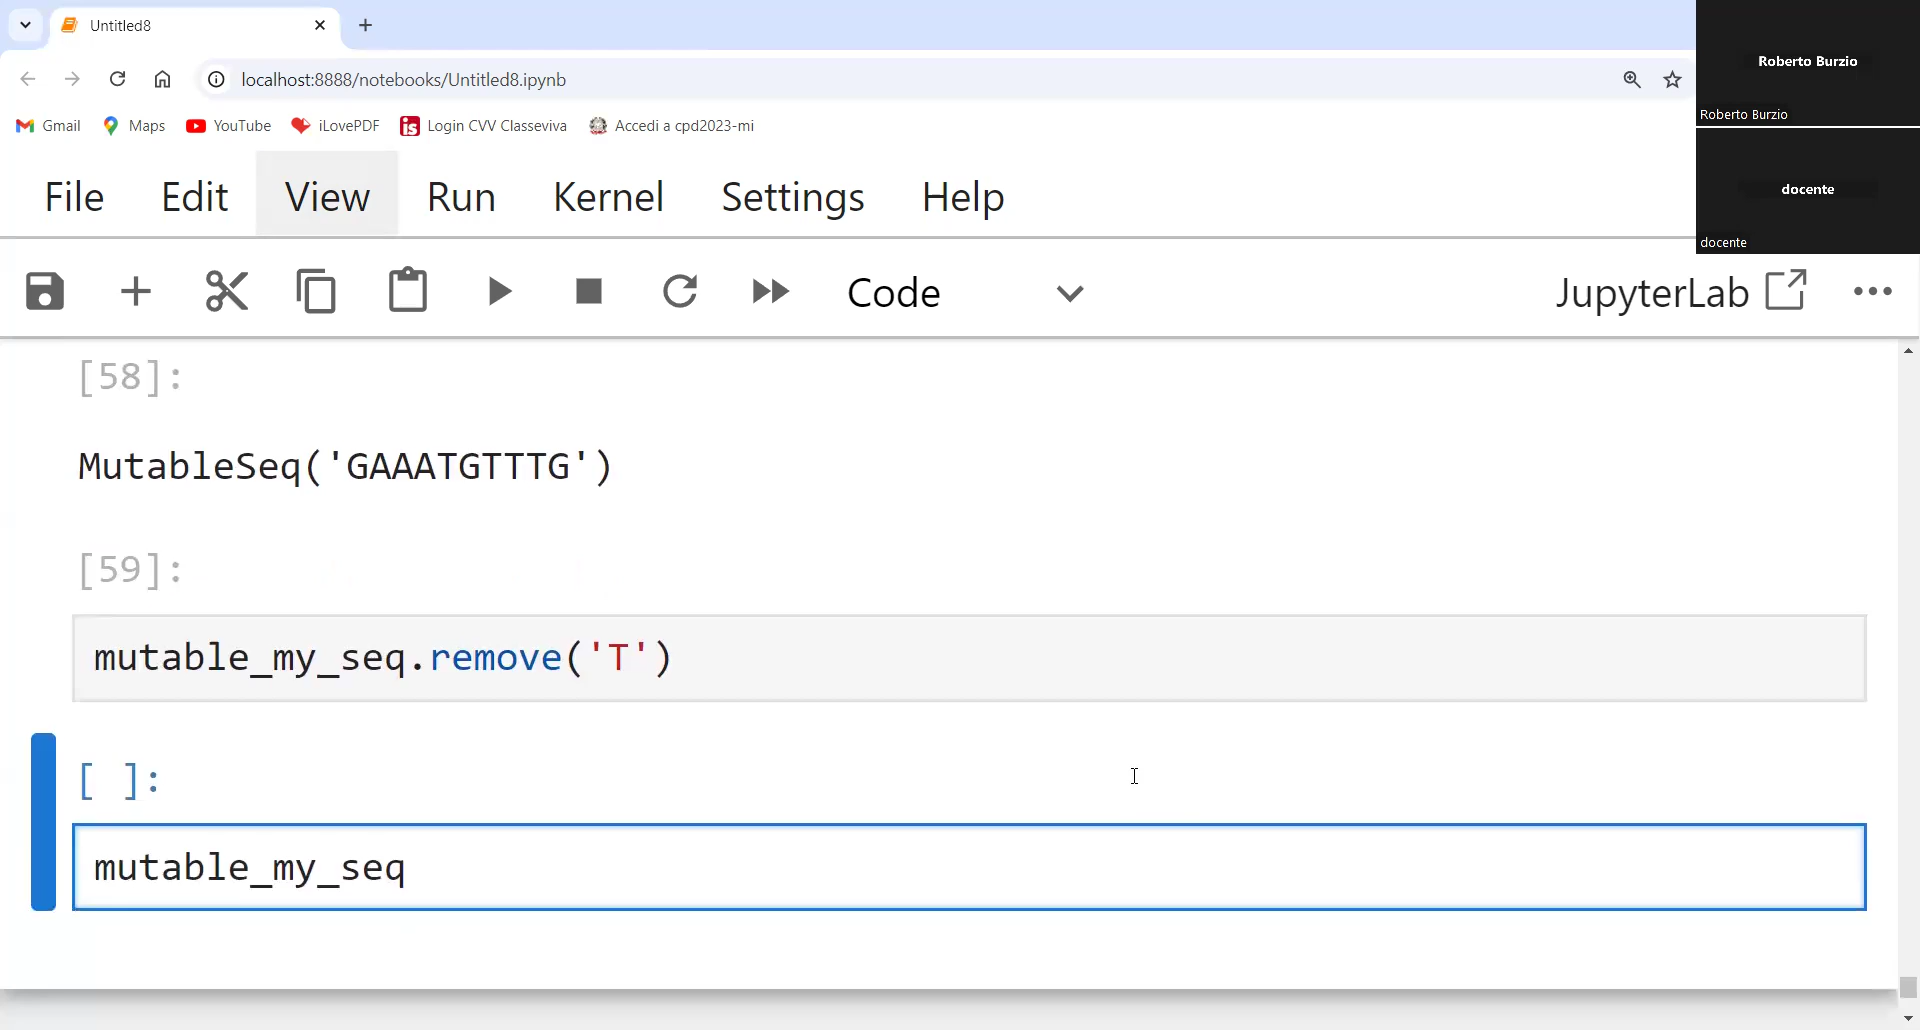 Untitled8
localhost:8888/notebooks/Untitled8.ipynb
Gmail Maps YouTube iLovePDF Login CVV Classeviva Accedi a cpd2023-mi
Roberto Burzio
Roberto Burzio
docente
docente
File Edit View Run Kernel Settings Help
Code JupyterLab
[58]:
MutableSeq('GAAATGTTTG')
[59]:
mutable_my_seq.remove('T')
[ ]:
mutable_my_seq